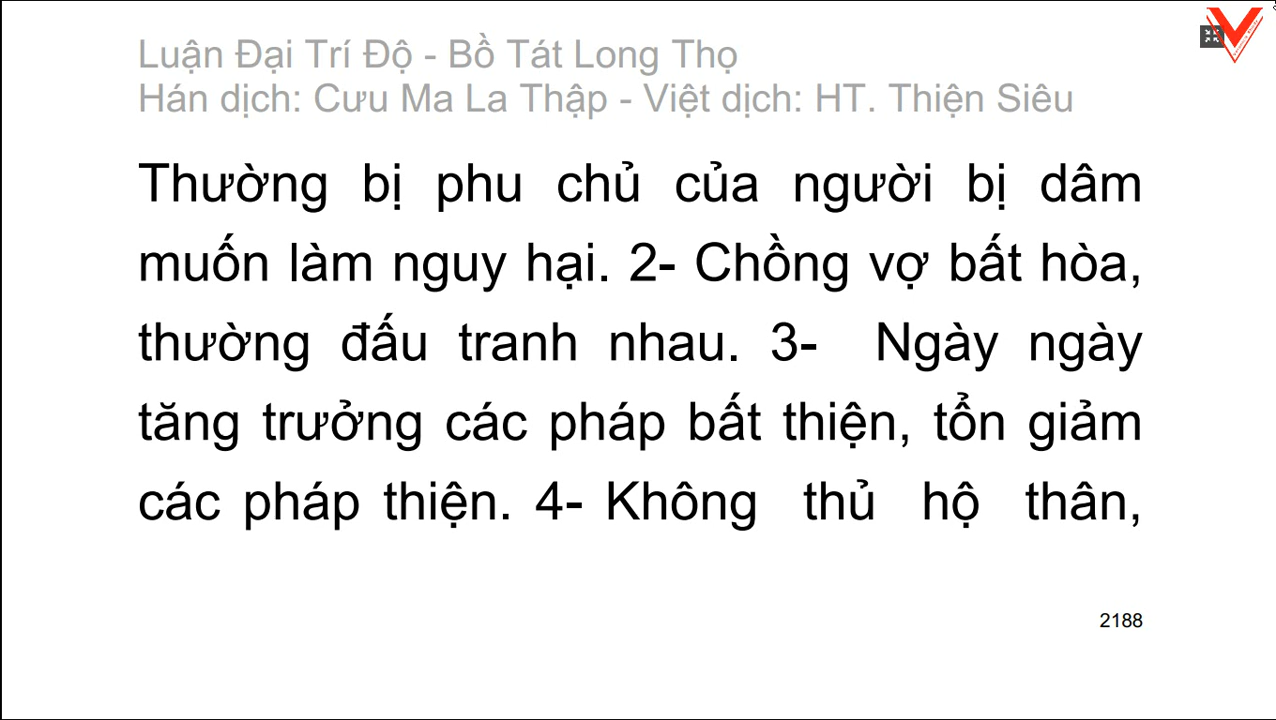 Luận Đại Trí Độ - Bồ Tát Long Thọ
Hán dịch: Cưu Ma La Thập - Việt dịch: HT. Thiện Siêu
Thường bị phu chủ của người bị dâm
muốn làm nguy hại. 2- Chồng vợ bất hòa,
thường đấu tranh nhau. 3- Ngày ngày
tăng trưởng các pháp bất thiện, tổn giảm
các pháp thiện. 4- Không thủ hộ thân,
2188